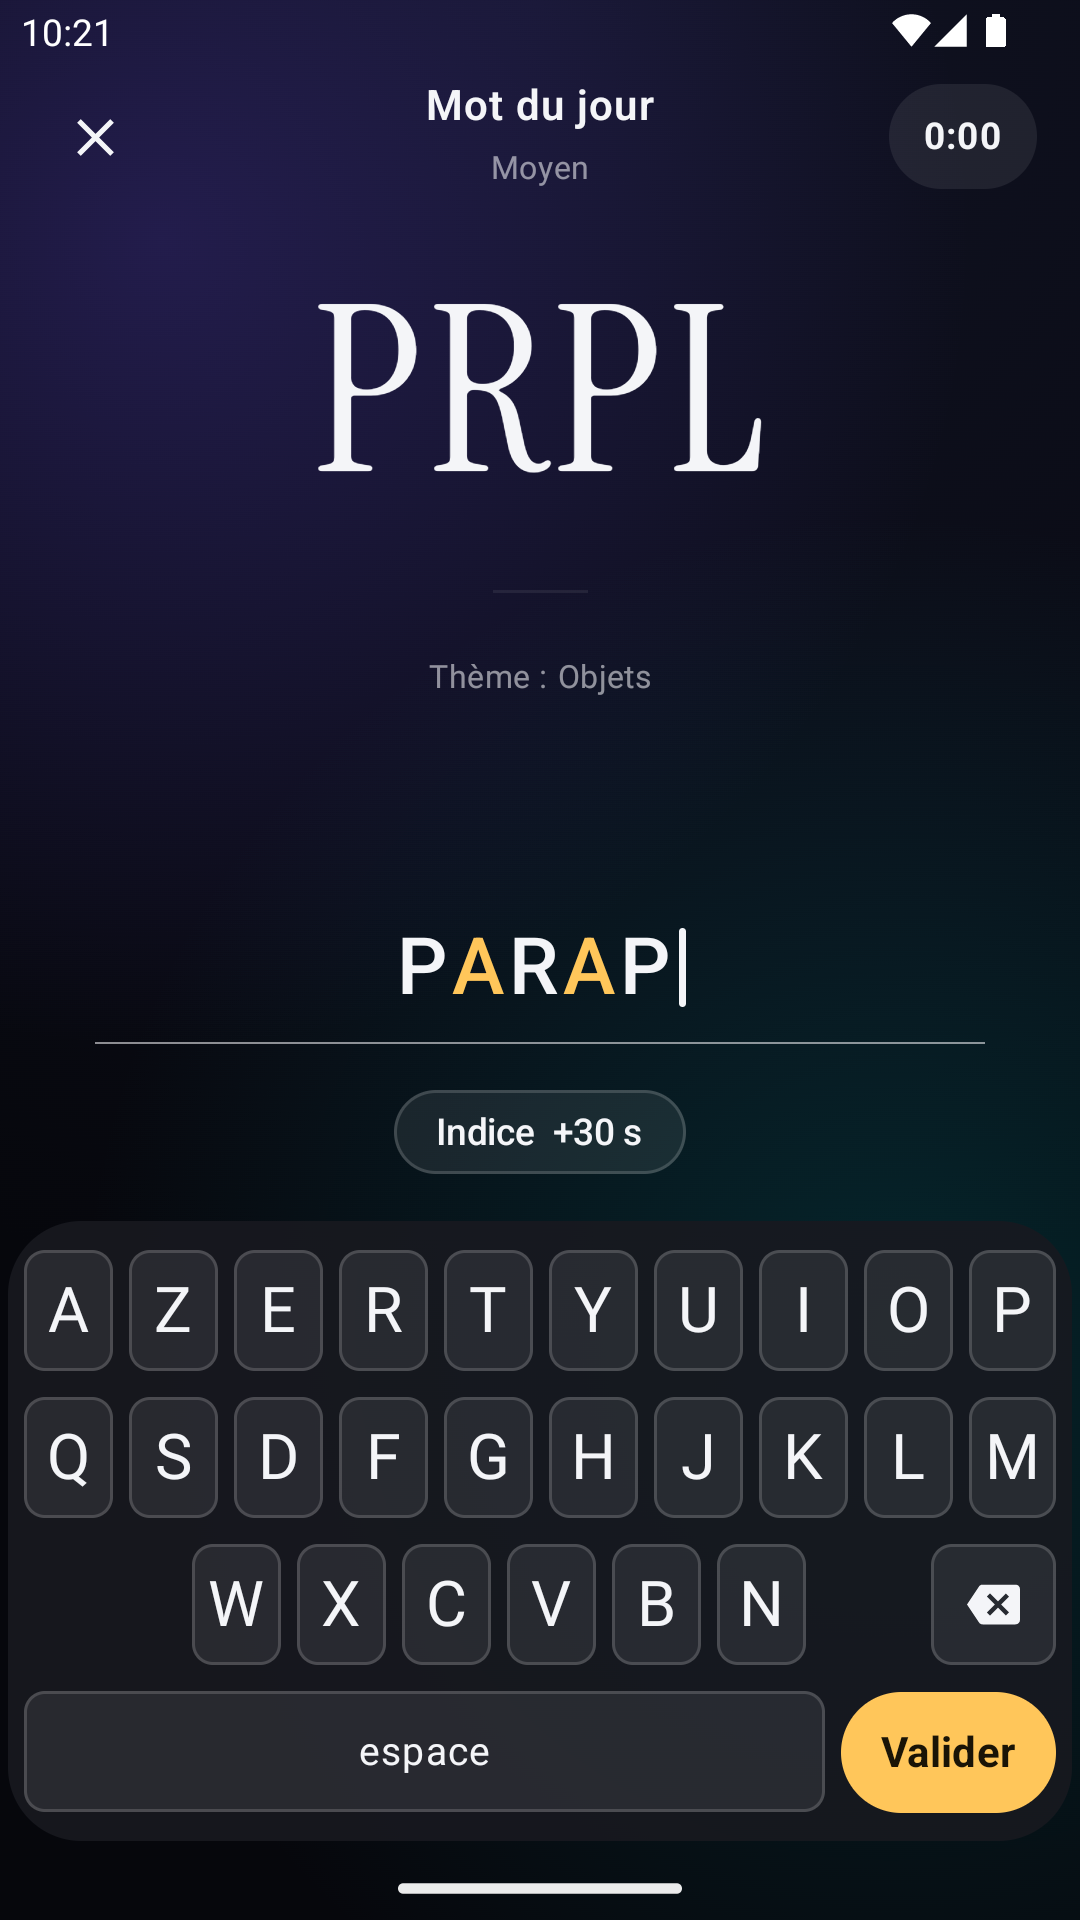 10:21
Mot du jour
Moyen
0:00
PRPL
Thème : Objets
PARAP
Indice +30 s
A Z E R T Y U I O P
Q S D F G H J K L M
W X C V B N
espace
Valider